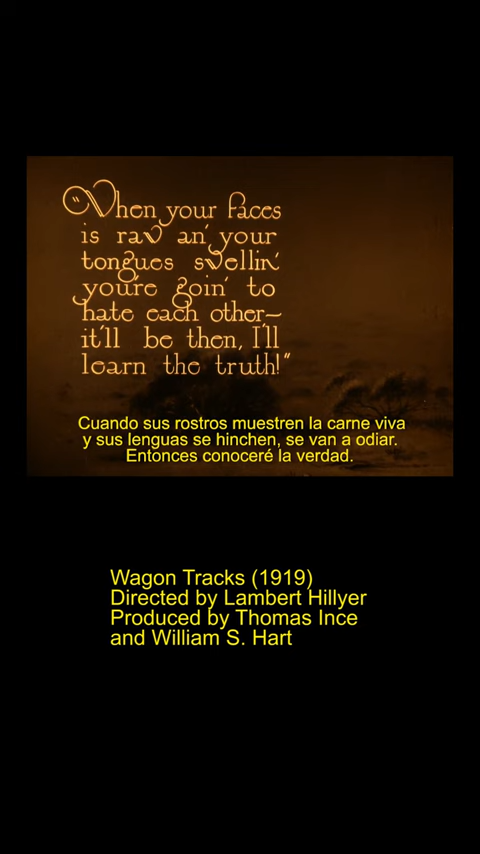 "When your faces
is raw an' your
tongues swellin'
you're goin' to
hate each other—
it'll be then, I'll
learn the truth!"
Cuando sus rostros muestren la carne viva
y sus lenguas se hinchen, se van a odiar.
Entonces conoceré la verdad.
Wagon Tracks (1919)
Directed by Lambert Hillyer
Produced by Thomas Ince
and William S. Hart